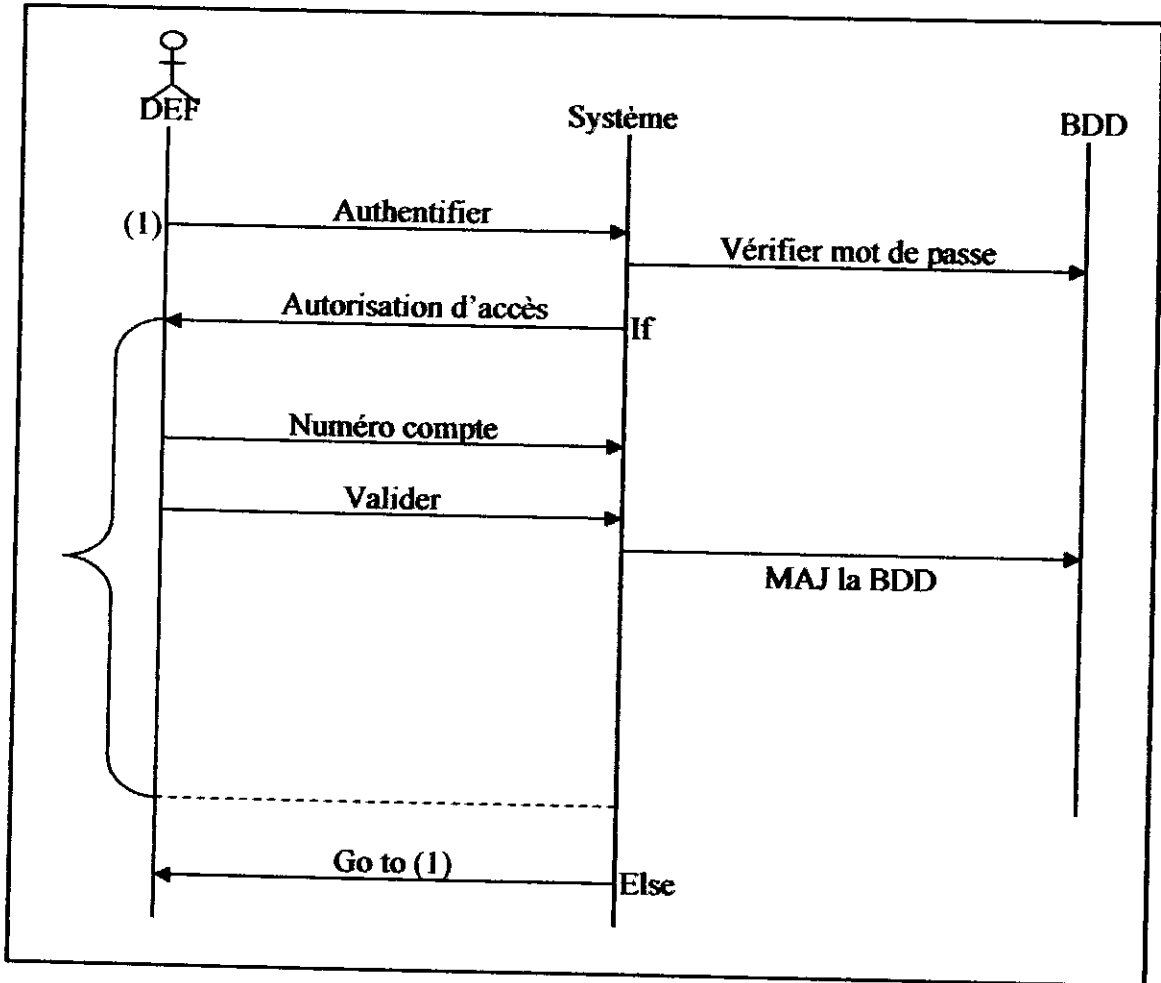 DEF
Système
BDD
(1)
Authentifier
Vérifier mot de passe
Autorisation d'accès
If
Numéro compte
Valider
MAJ la BDD
Go to (1)
Else